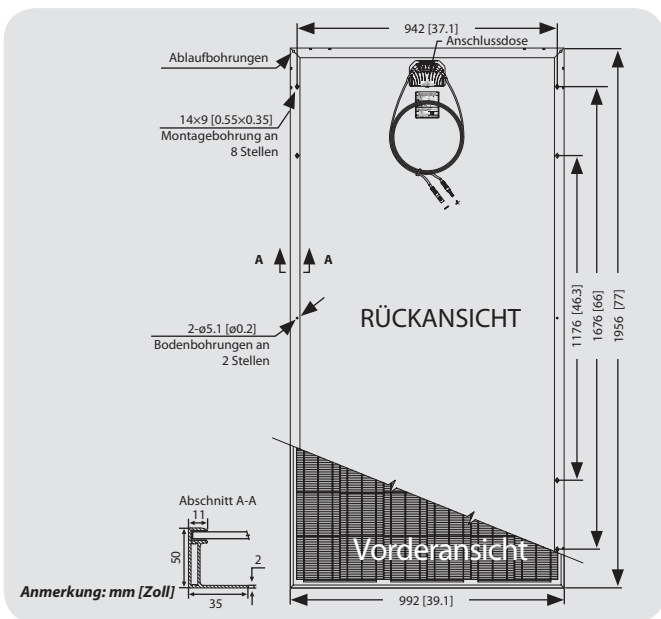 942 [37.1]
Anschlussdose
Ablaufbohrungen
14×9 [0.55×0.35]
Montagebohrung an
8 Stellen
A
A
2-ø5.1 [ø0.2]
Bodenbohrungen an
2 Stellen
RÜCKANSICHT
1176 [46.3]
1676 [66]
1956 [77]
Abschnitt A-A
11
50
2
35
Vorderansicht
Anmerkung: mm [Zoll]
992 [39.1]